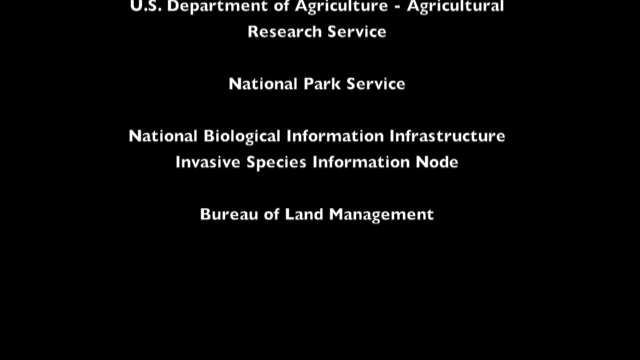 U.S. Department of Agriculture - Agricultural
Research Service
National Park Service
National Biological Information Infrastructure
Invasive Species Information Node
Bureau of Land Management